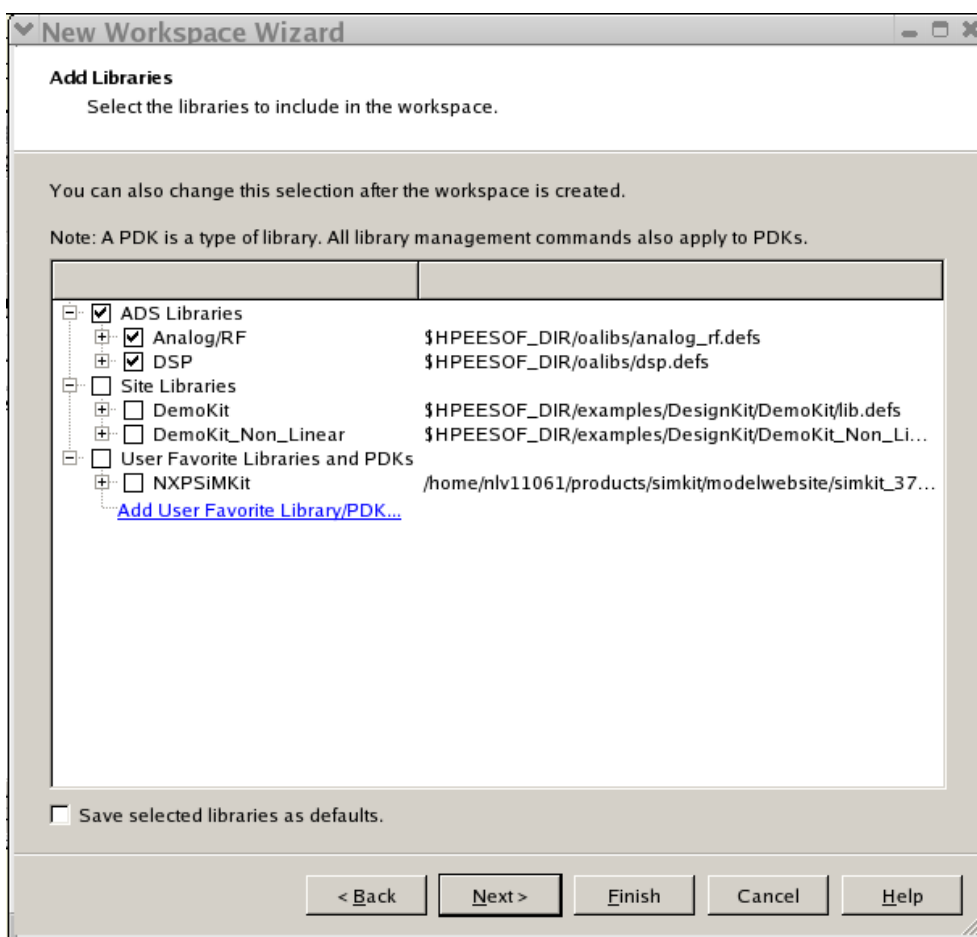 New Workspace Wizard
Add Libraries
Select the libraries to include in the workspace.
You can also change this selection after the workspace is created.
Note: A PDK is a type of library. All library management commands also apply to PDKs.
ADS Libraries
Analog/RF $HPEESOF_DIR/oalibs/analog_rf.defs
DSP $HPEESOF_DIR/oalibs/dsp.defs
Site Libraries
DemoKit $HPEESOF_DIR/examples/DesignKit/DemoKit/lib.defs
DemoKit_Non_Linear $HPEESOF_DIR/examples/DesignKit/DemoKit_Non_Li...
User Favorite Libraries and PDKs
NXPSiMKit /home/nlv11061/products/simkit/modelwebsite/simkit_37...
Add User Favorite Library/PDK...
Save selected libraries as defaults.
< Back Next > Finish Cancel Help